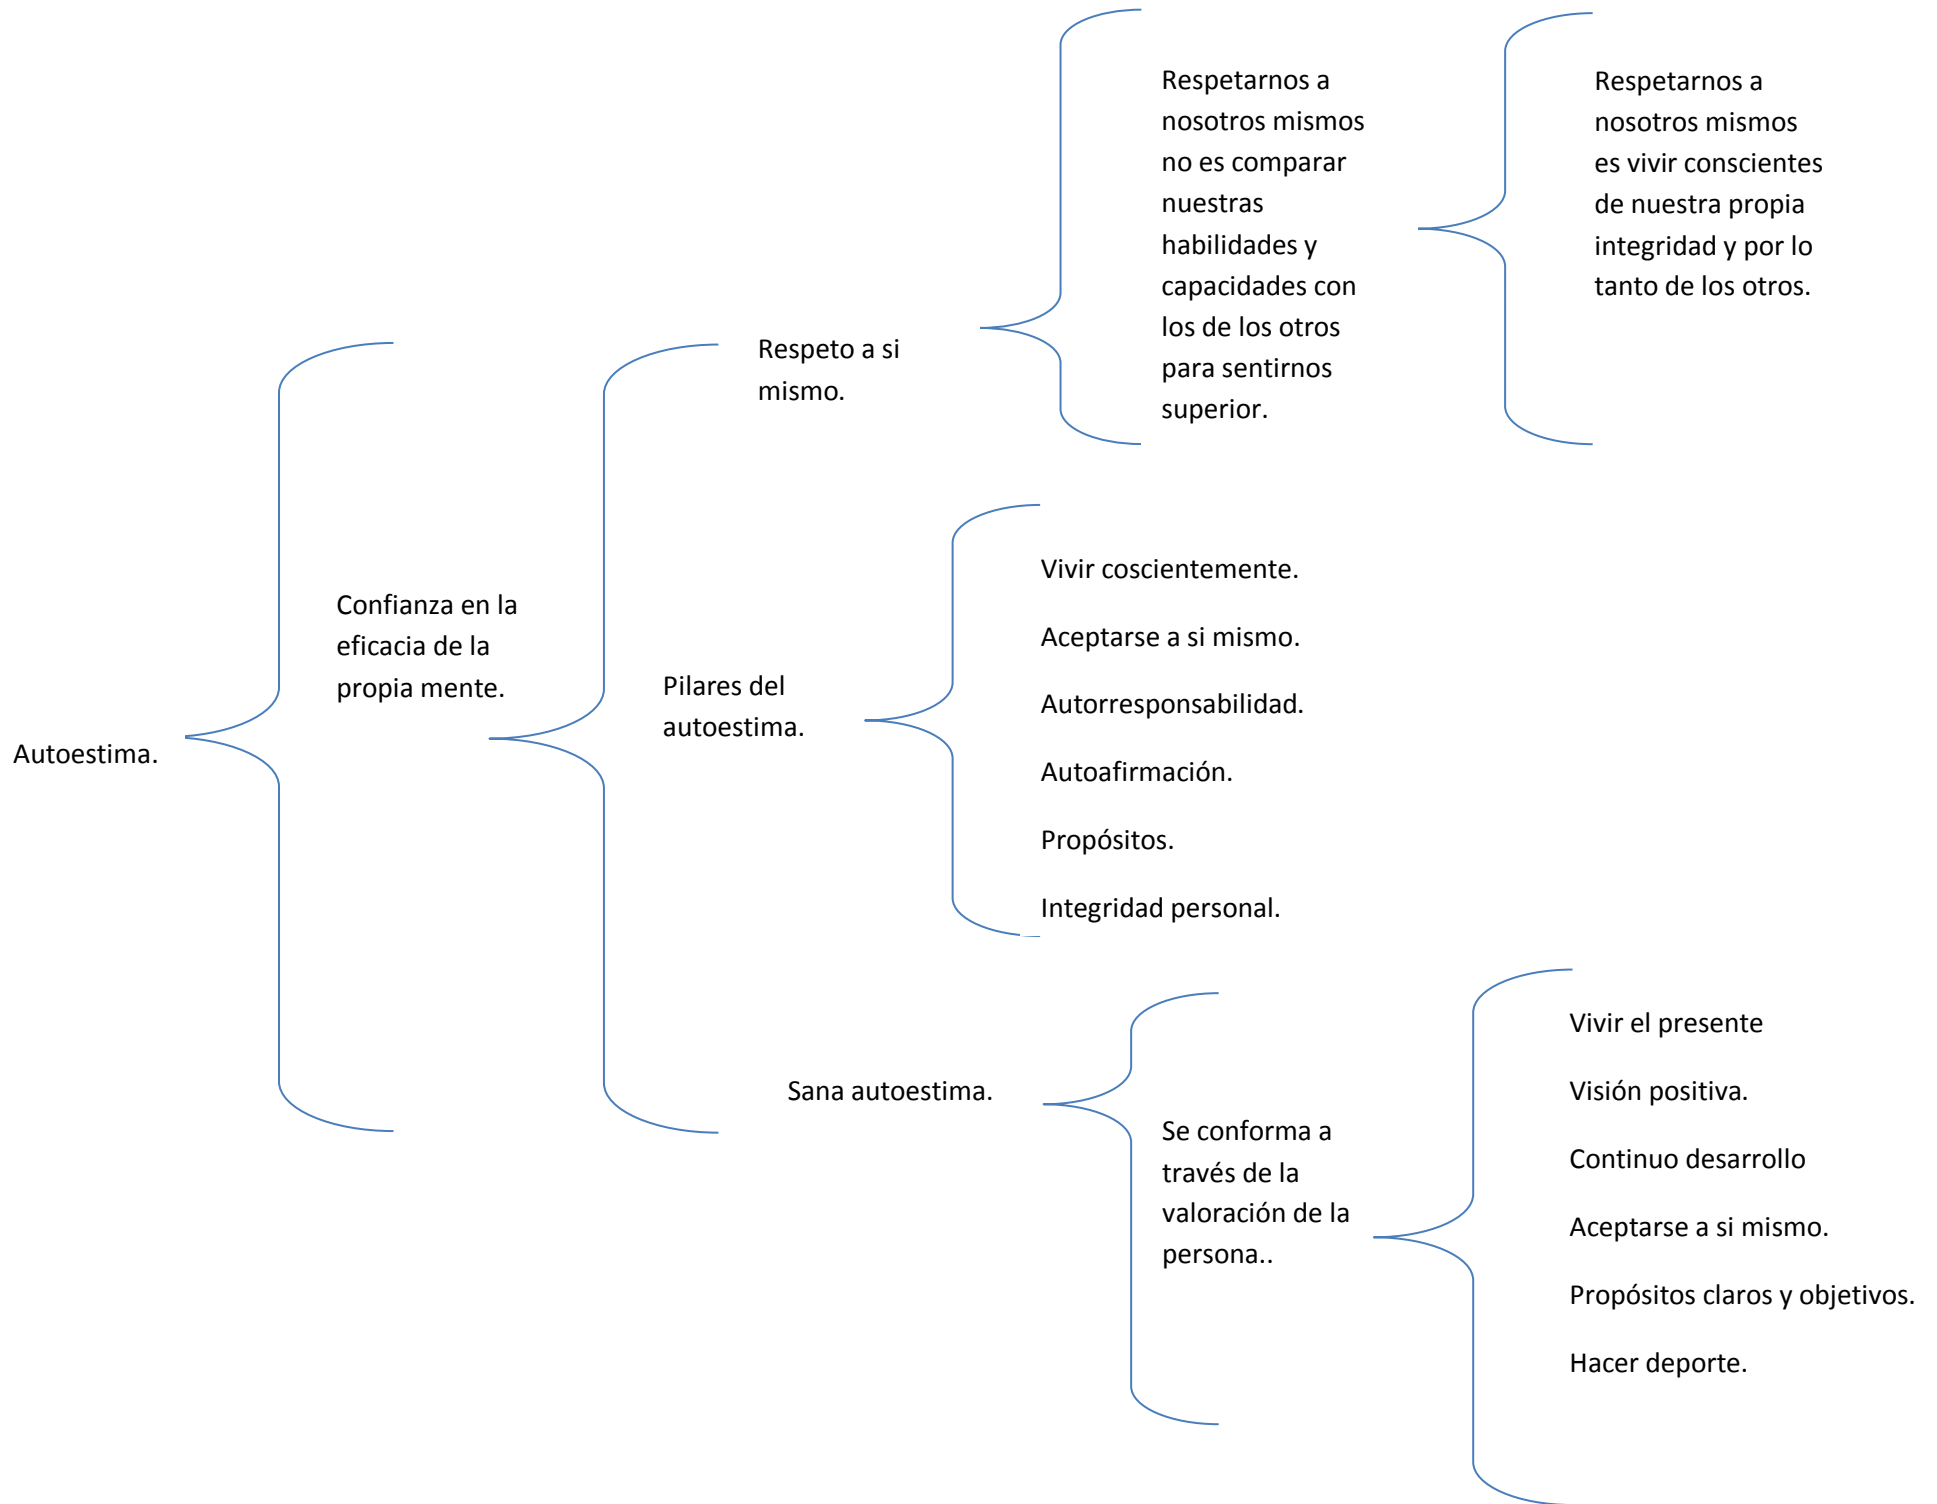 Autoestima.
Confianza en la
eficacia de la
propia mente.
Respeto a si
mismo.
Respetarnos a
nosotros mismos
no es comparar
nuestras
habilidades y
capacidades con
los de los otros
para sentirnos
superior.
Respetarnos a
nosotros mismos
es vivir conscientes
de nuestra propia
integridad y por lo
tanto de los otros.
Pilares del
autoestima.
Vivir coscientemente.
Aceptarse a si mismo.
Autorresponsabilidad.
Autoafirmación.
Propósitos.
Integridad personal.
Sana autoestima.
Se conforma a
través de la
valoración de la
persona..
Vivir el presente
Visión positiva.
Continuo desarrollo
Aceptarse a si mismo.
Propósitos claros y objetivos.
Hacer deporte.